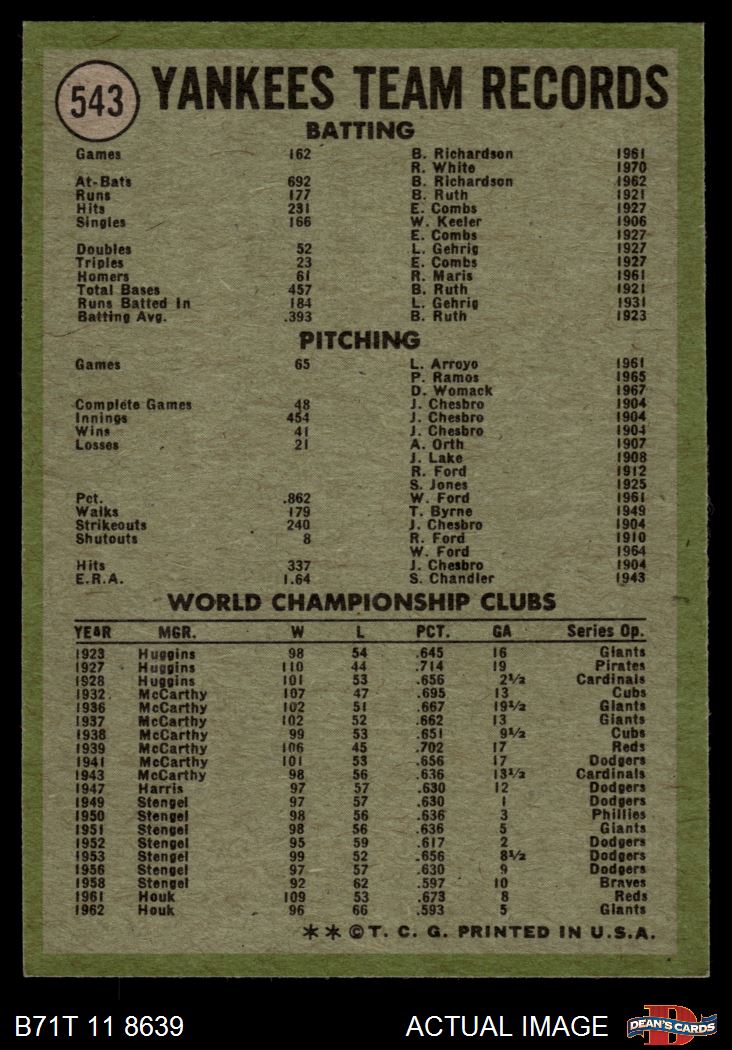 543 YANKEES TEAM RECORDS
BATTING
Games 162 B. Richardson 1961
R. White 1970
At-Bats 692 B. Richardson 1962
Runs 177 B. Ruth 1921
Hits 231 E. Combs 1927
Singles 166 W. Keeler 1906
E. Combs 1927
Doubles 52 L. Gehrig 1927
Triples 23 E. Combs 1927
Homers 61 R. Maris 1961
Total Bases 457 B. Ruth 1921
Runs Batted In 184 L. Gehrig 1931
Batting Avg. .393 B. Ruth 1923
PITCHING
Games 65 L. Arroyo 1961
P. Ramos 1965
D. Womack 1967
Complete Games 48 J. Chesbro 1904
Innings 454 J. Chesbro 1904
Wins 41 J. Chesbro 1904
Losses 21 A. Orth 1907
J. Lake 1908
R. Ford 1912
S. Jones 1925
Pct. .862 W. Ford 1961
Walks 179 T. Byrne 1949
Strikeouts 240 J. Chesbro 1904
Shutouts 8 R. Ford 1910
W. Ford 1964
Hits 337 J. Chesbro 1904
E.R.A. 1.64 S. Chandler 1943
WORLD CHAMPIONSHIP CLUBS
YEAR MGR. W L PCT. GA Series Op.
1923 Huggins 98 54 .645 16 Giants
1927 Huggins 110 44 .714 19 Pirates
1928 Huggins 101 53 .656 2½ Cardinals
1932 McCarthy 107 47 .695 13 Cubs
1936 McCarthy 102 51 .667 19½ Giants
1937 McCarthy 102 52 .662 13 Giants
1938 McCarthy 99 53 .651 9½ Cubs
1939 McCarthy 106 45 .702 17 Reds
1941 McCarthy 101 53 .656 17 Dodgers
1943 McCarthy 98 56 .636 13½ Cardinals
1947 Harris 97 57 .630 12 Dodgers
1949 Stengel 97 57 .630 1 Dodgers
1950 Stengel 98 56 .636 3 Phillies
1951 Stengel 98 56 .636 5 Giants
1952 Stengel 95 59 .617 2 Dodgers
1953 Stengel 99 52 .656 8½ Dodgers
1956 Stengel 97 57 .630 9 Dodgers
1958 Stengel 92 62 .597 10 Braves
1961 Houk 109 53 .673 8 Reds
1962 Houk 96 66 .593 5 Giants
** © T. C. G. PRINTED IN U.S.A.
B71T 11 8639 ACTUAL IMAGE D DEAN'S CARDS